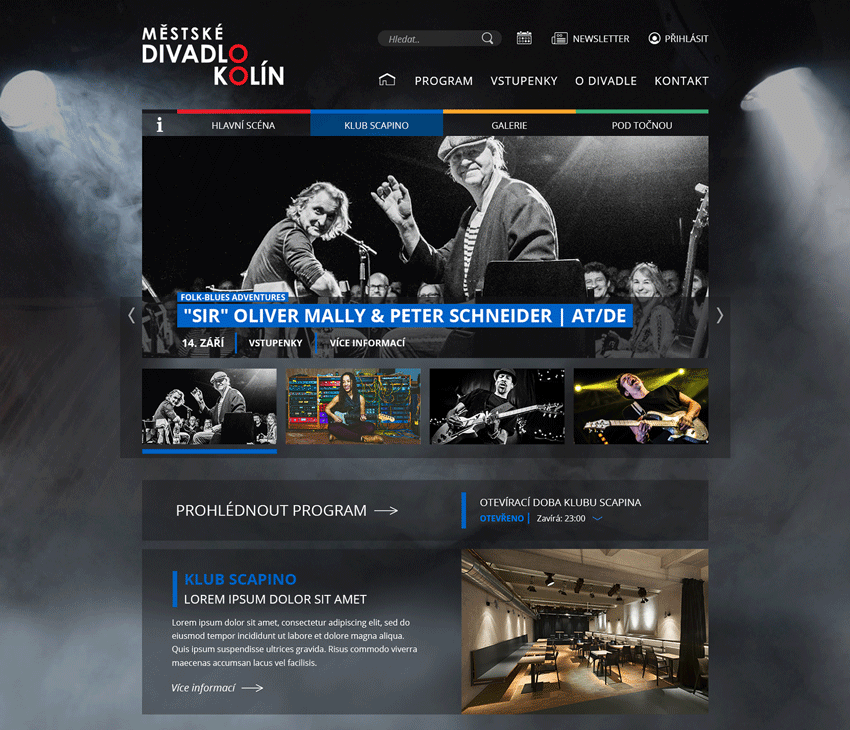 MĚSTSKÉ
DIVADLO
KOLÍN
Hledat..
NEWSLETTER
PŘIHLÁSIT
PROGRAM VSTUPENKY O DIVADLE KONTAKT
i HLAVNÍ SCÉNA KLUB SCAPINO GALERIE POD TOČNOU
FOLK-BLUES ADVENTURES
"SIR" OLIVER MALLY & PETER SCHNEIDER | AT/DE
14. ZÁŘÍ | VSTUPENKY | VÍCE INFORMACÍ
PROHLÉDNOUT PROGRAM
OTEVÍRACÍ DOBA KLUBU SCAPINA
OTEVŘENO | Zavírá: 23:00
KLUB SCAPINO
LOREM IPSUM DOLOR SIT AMET
Lorem ipsum dolor sit amet, consectetur adipiscing elit, sed do
eiusmod tempor incididunt ut labore et dolore magna aliqua.
Quis ipsum suspendisse ultrices gravida. Risus commodo viverra
maecenas accumsan lacus vel facilisis.
Více informací